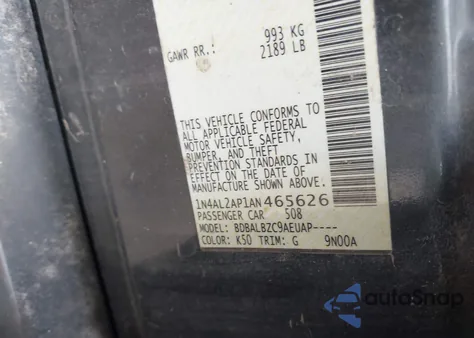 993 KG
GAWR RR.: 2189 LB
THIS VEHICLE CONFORMS TO
ALL APPLICABLE FEDERAL
MOTOR VEHICLE SAFETY,
BUMPER, AND THEFT
PREVENTION STANDARDS IN
EFFECT ON THE DATE OF
MANUFACTURE SHOWN ABOVE.
1N4AL2AP1AN465626
PASSENGER CAR 508
MODEL: BDBALBZC9AEUAP----
COLOR: K50 TRIM: G 9N00A
AutoSnap